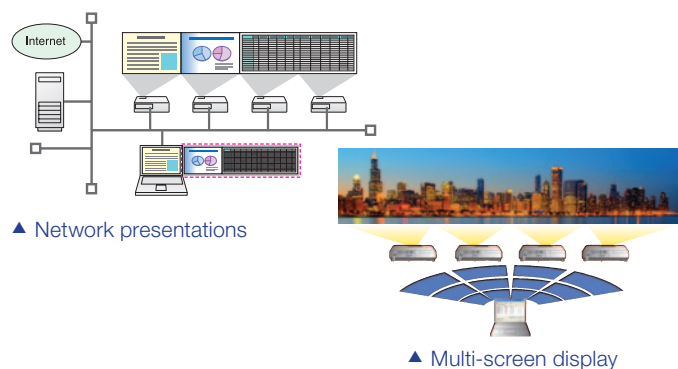 Internet
▲ Network presentations
▲ Multi-screen display